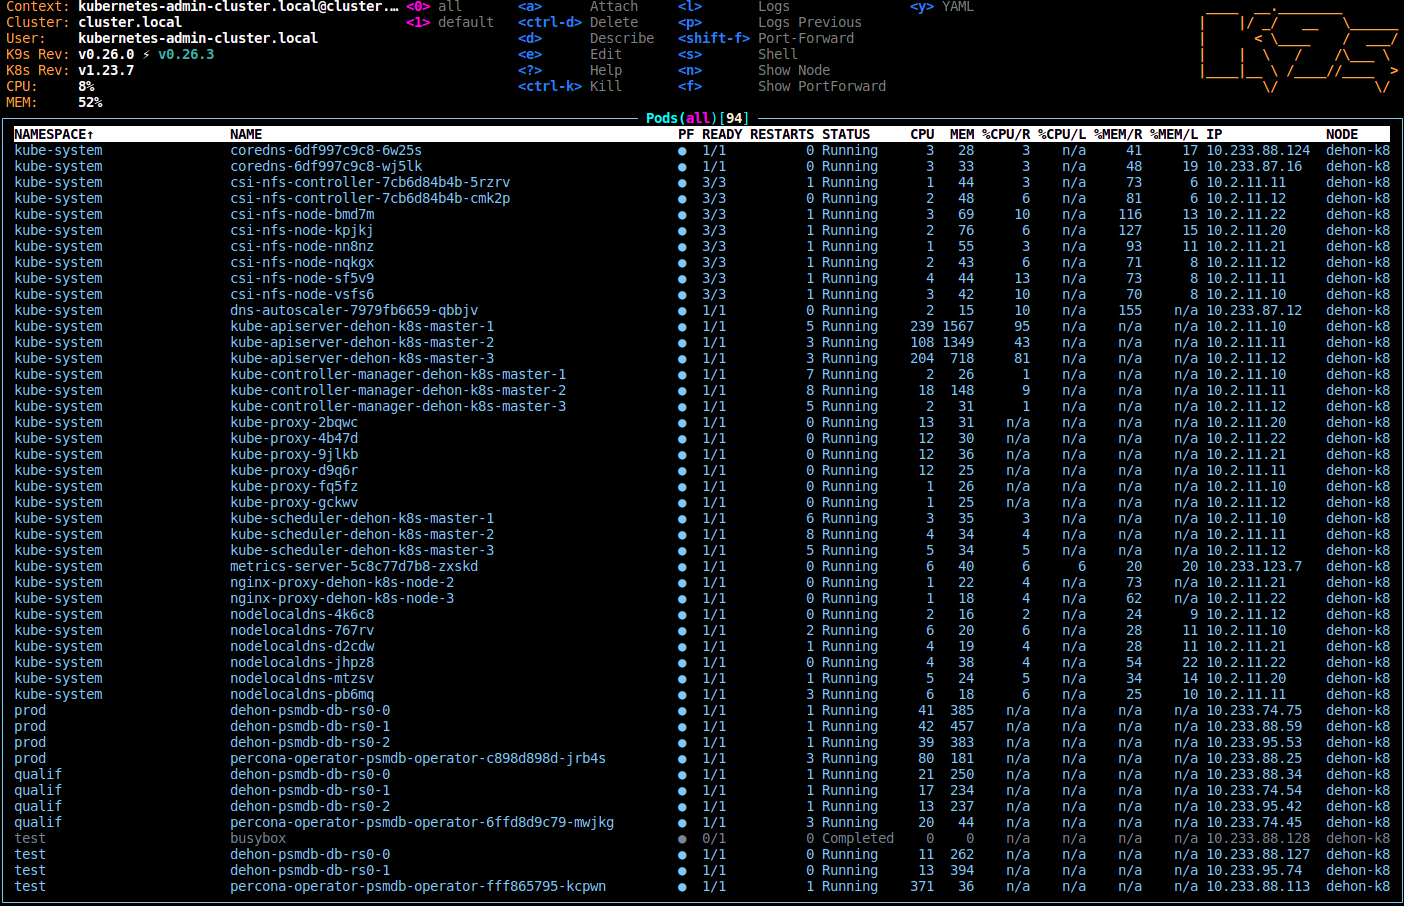 Context: kubernetes-admin-cluster.local@cluster.… <0> all <a> Attach <l> Logs <y> YAML
Cluster: cluster.local <1> default <ctrl-d> Delete <p> Logs Previous
User: kubernetes-admin-cluster.local <d> Describe <shift-f> Port-Forward
K9s Rev: v0.26.0 ⚡ v0.26.3 <e> Edit <s> Shell
K8s Rev: v1.23.7 <?> Help <n> Show Node
CPU: 8% <ctrl-k> Kill <f> Show PortForward
MEM: 52%
Pods(all)[94]
NAMESPACE↑ NAME PF READY RESTARTS STATUS CPU MEM %CPU/R %CPU/L %MEM/R %MEM/L IP NODE
kube-system coredns-6df997c9c8-6w25s ● 1/1 0 Running 3 28 3 n/a 41 17 10.233.88.124 dehon-k8
kube-system coredns-6df997c9c8-wj5lk ● 1/1 0 Running 3 33 3 n/a 48 19 10.233.87.16 dehon-k8
kube-system csi-nfs-controller-7cb6d84b4b-5rzrv ● 3/3 1 Running 1 44 3 n/a 73 6 10.2.11.11 dehon-k8
kube-system csi-nfs-controller-7cb6d84b4b-cmk2p ● 3/3 0 Running 2 48 6 n/a 81 6 10.2.11.12 dehon-k8
kube-system csi-nfs-node-bmd7m ● 3/3 1 Running 3 69 10 n/a 116 13 10.2.11.22 dehon-k8
kube-system csi-nfs-node-kpjkj ● 3/3 1 Running 2 76 6 n/a 127 15 10.2.11.20 dehon-k8
kube-system csi-nfs-node-nn8nz ● 3/3 1 Running 1 55 3 n/a 93 11 10.2.11.21 dehon-k8
kube-system csi-nfs-node-nqkgx ● 3/3 1 Running 2 43 6 n/a 71 8 10.2.11.12 dehon-k8
kube-system csi-nfs-node-sf5v9 ● 3/3 1 Running 4 44 13 n/a 73 8 10.2.11.11 dehon-k8
kube-system csi-nfs-node-vsfs6 ● 3/3 1 Running 3 42 10 n/a 70 8 10.2.11.10 dehon-k8
kube-system dns-autoscaler-7979fb6659-qbbjv ● 1/1 0 Running 2 15 10 n/a 155 n/a 10.233.87.12 dehon-k8
kube-system kube-apiserver-dehon-k8s-master-1 ● 1/1 5 Running 239 1567 95 n/a n/a n/a 10.2.11.10 dehon-k8
kube-system kube-apiserver-dehon-k8s-master-2 ● 1/1 3 Running 108 1349 43 n/a n/a n/a 10.2.11.11 dehon-k8
kube-system kube-apiserver-dehon-k8s-master-3 ● 1/1 3 Running 204 718 81 n/a n/a n/a 10.2.11.12 dehon-k8
kube-system kube-controller-manager-dehon-k8s-master-1 ● 1/1 7 Running 2 26 1 n/a n/a n/a 10.2.11.10 dehon-k8
kube-system kube-controller-manager-dehon-k8s-master-2 ● 1/1 8 Running 18 148 9 n/a n/a n/a 10.2.11.11 dehon-k8
kube-system kube-controller-manager-dehon-k8s-master-3 ● 1/1 5 Running 2 31 1 n/a n/a n/a 10.2.11.12 dehon-k8
kube-system kube-proxy-2bqwc ● 1/1 0 Running 13 31 n/a n/a n/a n/a 10.2.11.20 dehon-k8
kube-system kube-proxy-4b47d ● 1/1 0 Running 12 30 n/a n/a n/a n/a 10.2.11.22 dehon-k8
kube-system kube-proxy-9jlkb ● 1/1 0 Running 12 36 n/a n/a n/a n/a 10.2.11.21 dehon-k8
kube-system kube-proxy-d9q6r ● 1/1 0 Running 12 25 n/a n/a n/a n/a 10.2.11.11 dehon-k8
kube-system kube-proxy-fq5fz ● 1/1 0 Running 1 26 n/a n/a n/a n/a 10.2.11.10 dehon-k8
kube-system kube-proxy-gckwv ● 1/1 0 Running 1 25 n/a n/a n/a n/a 10.2.11.12 dehon-k8
kube-system kube-scheduler-dehon-k8s-master-1 ● 1/1 6 Running 3 35 3 n/a n/a n/a 10.2.11.10 dehon-k8
kube-system kube-scheduler-dehon-k8s-master-2 ● 1/1 8 Running 4 34 4 n/a n/a n/a 10.2.11.11 dehon-k8
kube-system kube-scheduler-dehon-k8s-master-3 ● 1/1 5 Running 5 34 5 n/a n/a n/a 10.2.11.12 dehon-k8
kube-system metrics-server-5c8c77d7b8-zxskd ● 1/1 0 Running 6 40 6 6 20 20 10.233.123.7 dehon-k8
kube-system nginx-proxy-dehon-k8s-node-2 ● 1/1 0 Running 1 22 4 n/a 73 n/a 10.2.11.21 dehon-k8
kube-system nginx-proxy-dehon-k8s-node-3 ● 1/1 0 Running 1 18 4 n/a 62 n/a 10.2.11.22 dehon-k8
kube-system nodelocaldns-4k6c8 ● 1/1 0 Running 2 16 2 n/a 24 9 10.2.11.12 dehon-k8
kube-system nodelocaldns-767rv ● 1/1 2 Running 6 20 6 n/a 28 11 10.2.11.10 dehon-k8
kube-system nodelocaldns-d2cdw ● 1/1 1 Running 4 19 4 n/a 28 11 10.2.11.21 dehon-k8
kube-system nodelocaldns-jhpz8 ● 1/1 0 Running 4 38 4 n/a 54 22 10.2.11.22 dehon-k8
kube-system nodelocaldns-mtzsv ● 1/1 1 Running 5 24 5 n/a 34 14 10.2.11.20 dehon-k8
kube-system nodelocaldns-pb6mq ● 1/1 3 Running 6 18 6 n/a 25 10 10.2.11.11 dehon-k8
prod dehon-psmdb-db-rs0-0 ● 1/1 1 Running 41 385 n/a n/a n/a n/a 10.233.74.75 dehon-k8
prod dehon-psmdb-db-rs0-1 ● 1/1 1 Running 42 457 n/a n/a n/a n/a 10.233.88.59 dehon-k8
prod dehon-psmdb-db-rs0-2 ● 1/1 1 Running 39 383 n/a n/a n/a n/a 10.233.95.53 dehon-k8
prod percona-operator-psmdb-operator-c898d898d-jrb4s ● 1/1 3 Running 80 181 n/a n/a n/a n/a 10.233.88.25 dehon-k8
qualif dehon-psmdb-db-rs0-0 ● 1/1 1 Running 21 250 n/a n/a n/a n/a 10.233.88.34 dehon-k8
qualif dehon-psmdb-db-rs0-1 ● 1/1 1 Running 17 234 n/a n/a n/a n/a 10.233.74.54 dehon-k8
qualif dehon-psmdb-db-rs0-2 ● 1/1 1 Running 13 237 n/a n/a n/a n/a 10.233.95.42 dehon-k8
qualif percona-operator-psmdb-operator-6ffd8d9c79-mwjkg ● 1/1 3 Running 20 44 n/a n/a n/a n/a 10.233.74.45 dehon-k8
test busybox ● 0/1 0 Completed 0 0 n/a n/a n/a n/a 10.233.88.128 dehon-k8
test dehon-psmdb-db-rs0-0 ● 1/1 0 Running 11 262 n/a n/a n/a n/a 10.233.88.127 dehon-k8
test dehon-psmdb-db-rs0-1 ● 1/1 0 Running 13 394 n/a n/a n/a n/a 10.233.95.74 dehon-k8
test percona-operator-psmdb-operator-fff865795-kcpwn ● 1/1 1 Running 371 36 n/a n/a n/a n/a 10.233.88.113 dehon-k8